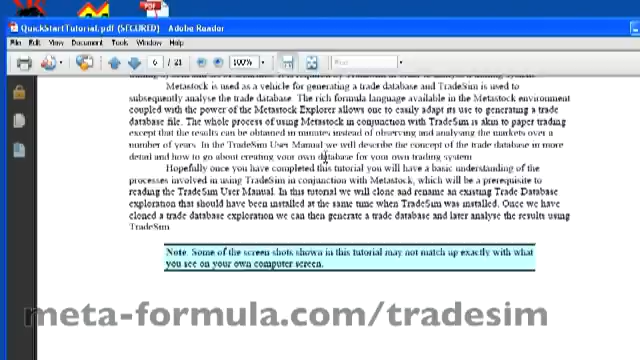 QuickStartTutorial.pdf (SECURED) - Adobe Reader
File Edit View Document Tools Window Help
6 / 21 100% Find
Metastock is used as a vehicle for generating a trade database and TradeSim is used to
subsequently analyse the trade database. The rich formula language available in the Metastock environment
coupled with the power of the Metastock Explorer allows one to easily adapt its use to generating a trade
database file. The whole process of using Metastock in conjunction with TradeSim is akin to paper trading
except that the results can be obtained in minutes instead of observing and analysing the markets over a
number of years. In the TradeSim User Manual we will describe the concept of the trade database in more
detail and how to go about creating your own database for your own trading system.
Hopefully once you have completed this tutorial you will have a basic understanding of the
processes involved in using TradeSim in conjunction with Metastock, which will be a prerequisite to
reading the TradeSim User Manual. In this tutorial we will clone and rename an existing Trade Database
exploration that should have been installed at the same time when TradeSim was installed. Once we have
cloned a trade database exploration we can then generate a trade database and later analyse the results using
TradeSim
Note: Some of the screen shots shown in this tutorial may not match up exactly with what
you see on your own computer screen.
meta-formula.com/tradesim